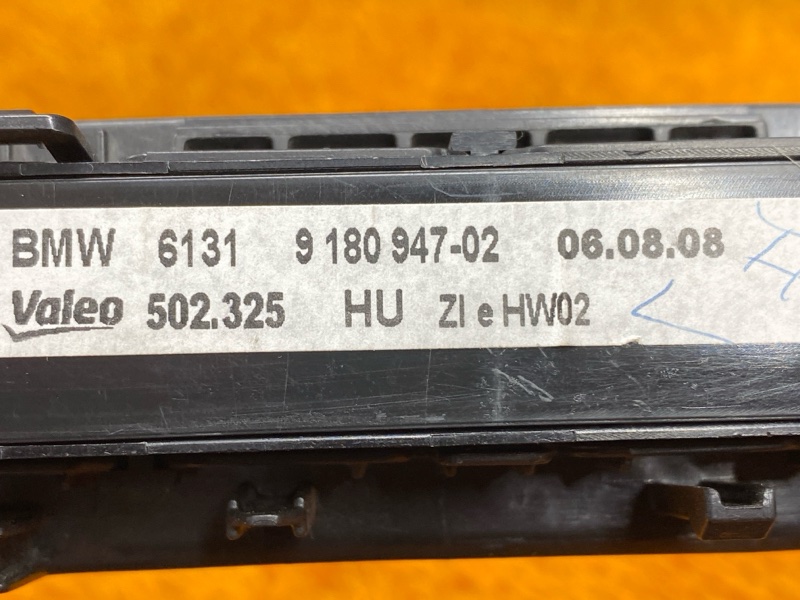 BMW 6131 9 180 947-02 06.08.08
Valeo 502.325 HU ZI e HW02